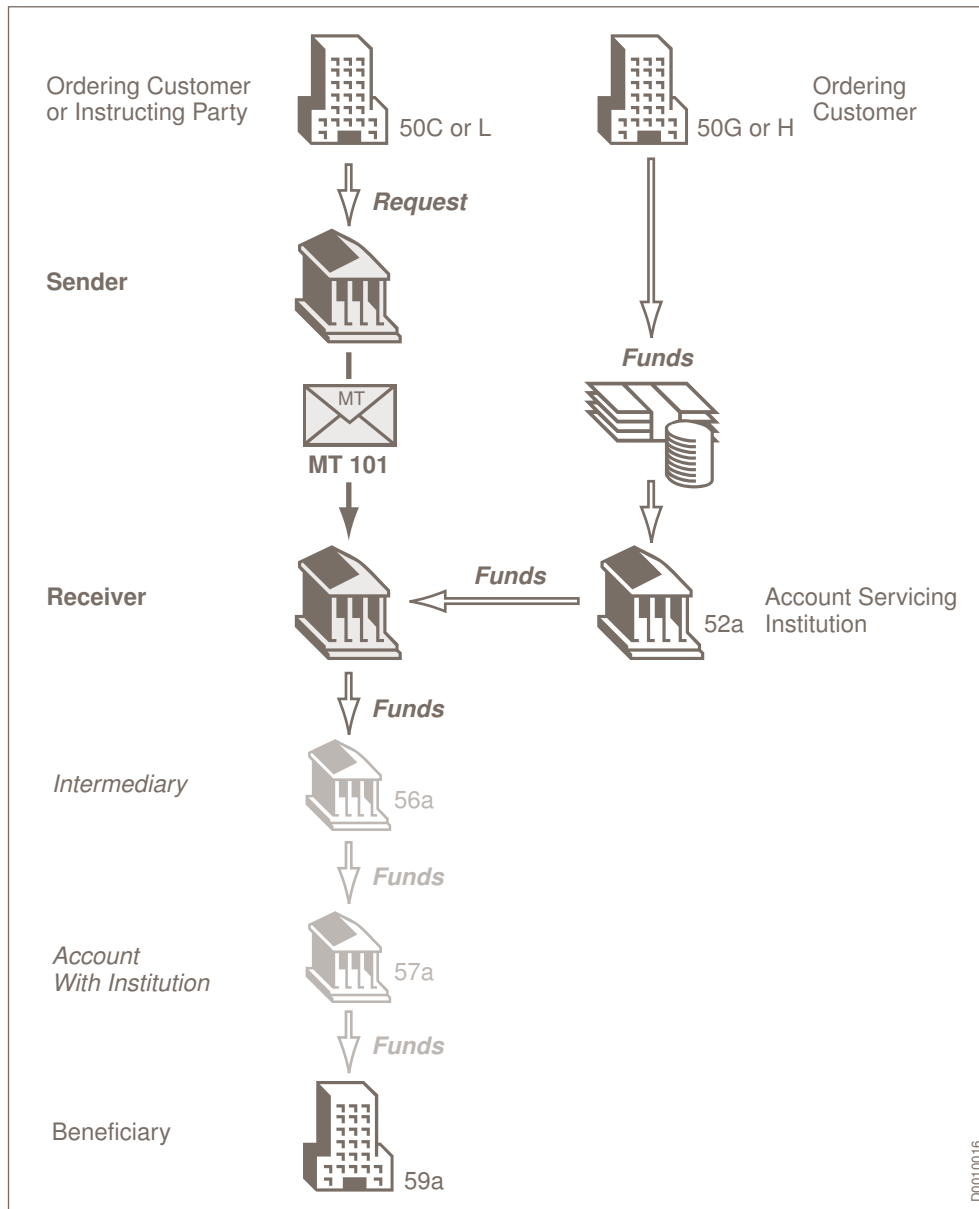 Ordering Customer
or Instructing Party
50C or L
50G or H
Ordering
Customer
Request
Sender
Funds
MT
MT 101
Receiver
Funds
52a
Account Servicing
Institution
Funds
Intermediary
56a
Funds
Account
With Institution
57a
Funds
Beneficiary
59a
D0010016